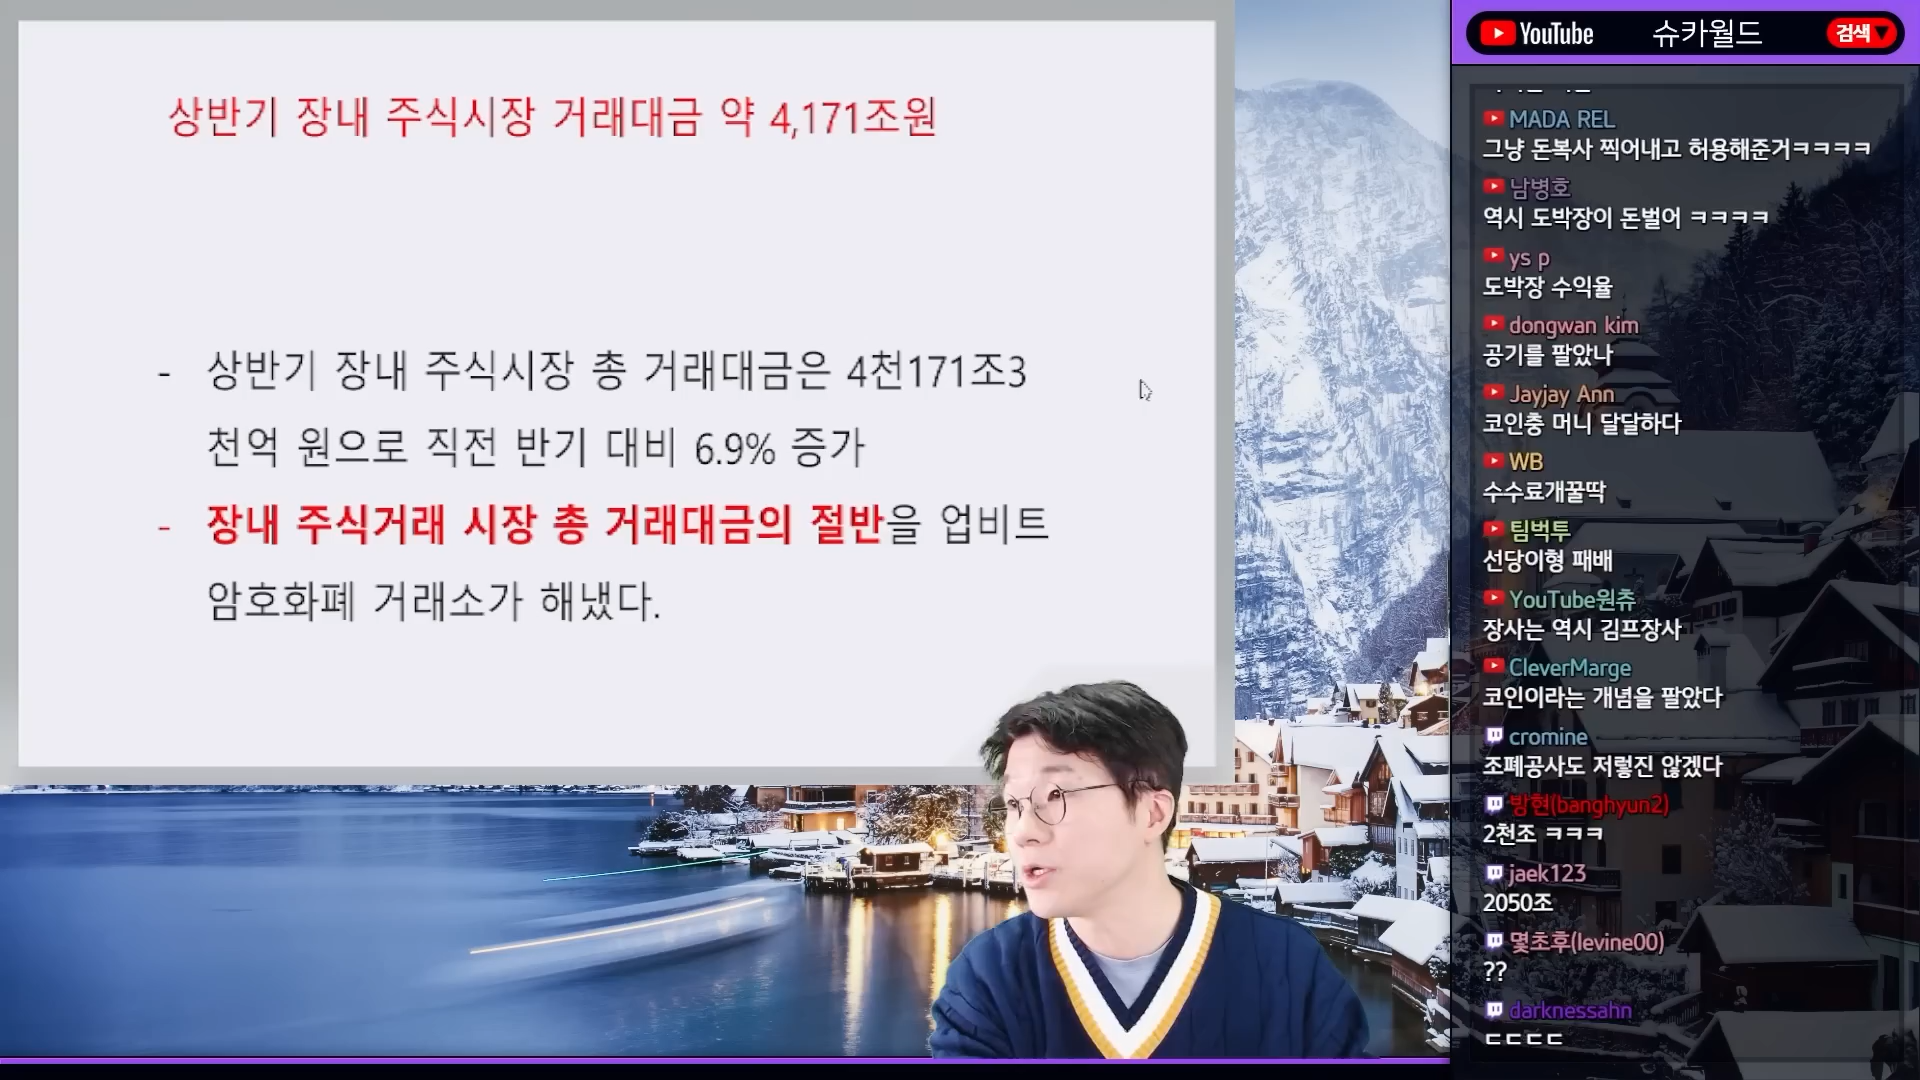 상반기 장내 주식시장 거래대금 약 4,171조원
- 상반기 장내 주식시장 총 거래대금은 4천171조3
천억 원으로 직전 반기 대비 6.9% 증가
- 장내 주식거래 시장 총 거래대금의 절반을 업비트
암호화폐 거래소가 해냈다.
YouTube 슈카월드 검색▼
MADA REL
그냥 돈복사 찍어내고 허용해준거ㅋㅋㅋㅋ
남병호
역시 도박장이 돈벌어 ㅋㅋㅋㅋ
ys p
도박장 수익율
dongwan kim
공기를 팔았나
Jayjay Ann
코인충 머니 달달하다
WB
수수료개꿀딱
팀벅투
선당이형 패배
YouTube원츄
장사는 역시 김프장사
CleverMarge
코인이라는 개념을 팔았다
cromine
조폐공사도 저렇진 않겠다
방현(banghyun2)
2천조 ㅋㅋㅋ
jaek123
2050조
몇초후(levine00)
??
darknessahn
ㄷㄷㄷㄷ